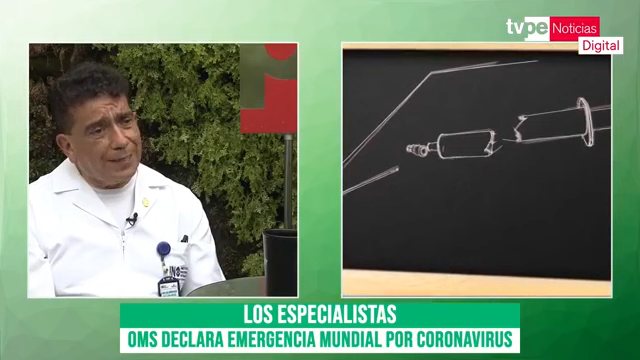 tvpe Noticias
Digital
LOS ESPECIALISTAS
OMS DECLARA EMERGENCIA MUNDIAL POR CORONAVIRUS